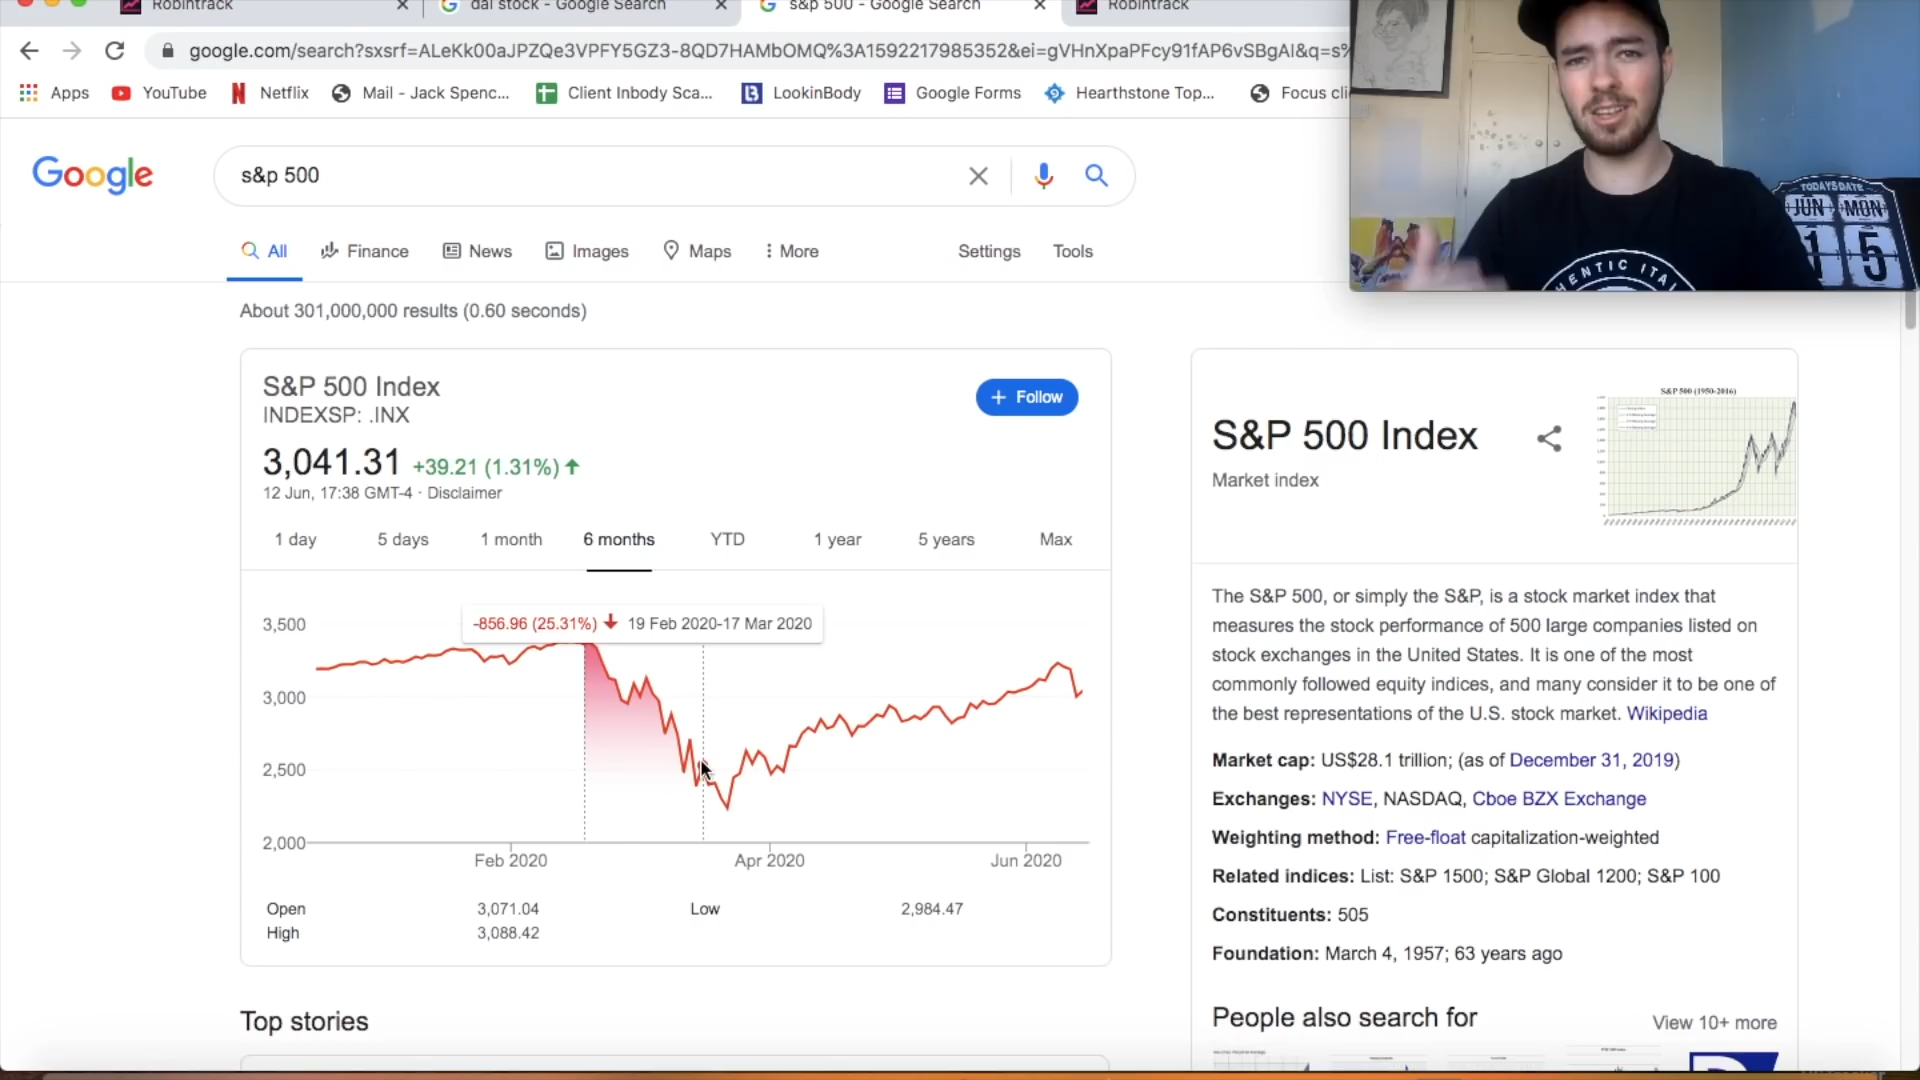 Robintrack
dal stock - Google Search
s&p 500 - Google Search
Robintrack
google.com/search?sxsrf=ALeKk00aJPZQe3VPFY5GZ3-8QD7HAMbOMQ%3A1592217985352&ei=gVHnXpaPFcy91fAP6vSBgAI&q=s%
Apps
YouTube
Netflix
Mail - Jack Spenc...
Client Inbody Sca...
LookinBody
Google Forms
Hearthstone Top...
Focus cli
TODAYS DATE
JUN MON
15
HENTIC ITA
Google
s&p 500
All
Finance
News
Images
Maps
More
Settings
Tools
About 301,000,000 results (0.60 seconds)
S&P 500 Index
INDEXSP: .INX
+ Follow
3,041.31 +39.21 (1.31%)
12 Jun, 17:38 GMT-4 · Disclaimer
1 day
5 days
1 month
6 months
YTD
1 year
5 years
Max
-856.96 (25.31%) 19 Feb 2020-17 Mar 2020
3,500
3,000
2,500
2,000
Feb 2020
Apr 2020
Jun 2020
Open 3,071.04
Low 2,984.47
High 3,088.42
Top stories
S&P 500 Index
Market index
S&P 500 (1950-2016)
The S&P 500, or simply the S&P, is a stock market index that
measures the stock performance of 500 large companies listed on
stock exchanges in the United States. It is one of the most
commonly followed equity indices, and many consider it to be one of
the best representations of the U.S. stock market. Wikipedia
Market cap: US$28.1 trillion; (as of December 31, 2019)
Exchanges: NYSE, NASDAQ, Cboe BZX Exchange
Weighting method: Free-float capitalization-weighted
Related indices: List: S&P 1500; S&P Global 1200; S&P 100
Constituents: 505
Foundation: March 4, 1957; 63 years ago
People also search for
View 10+ more